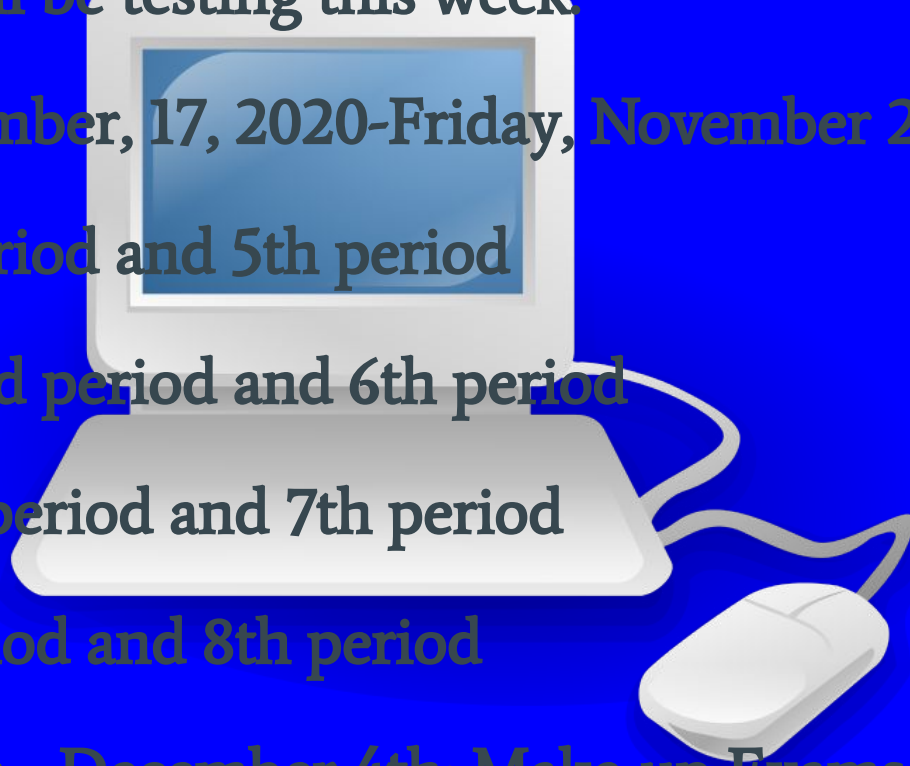 be testing this week.
mber, 17, 2020-Friday, November 2
riod and 5th period
d period and 6th period
period and 7th period
iod and 8th period
December 4th Make-up Exams